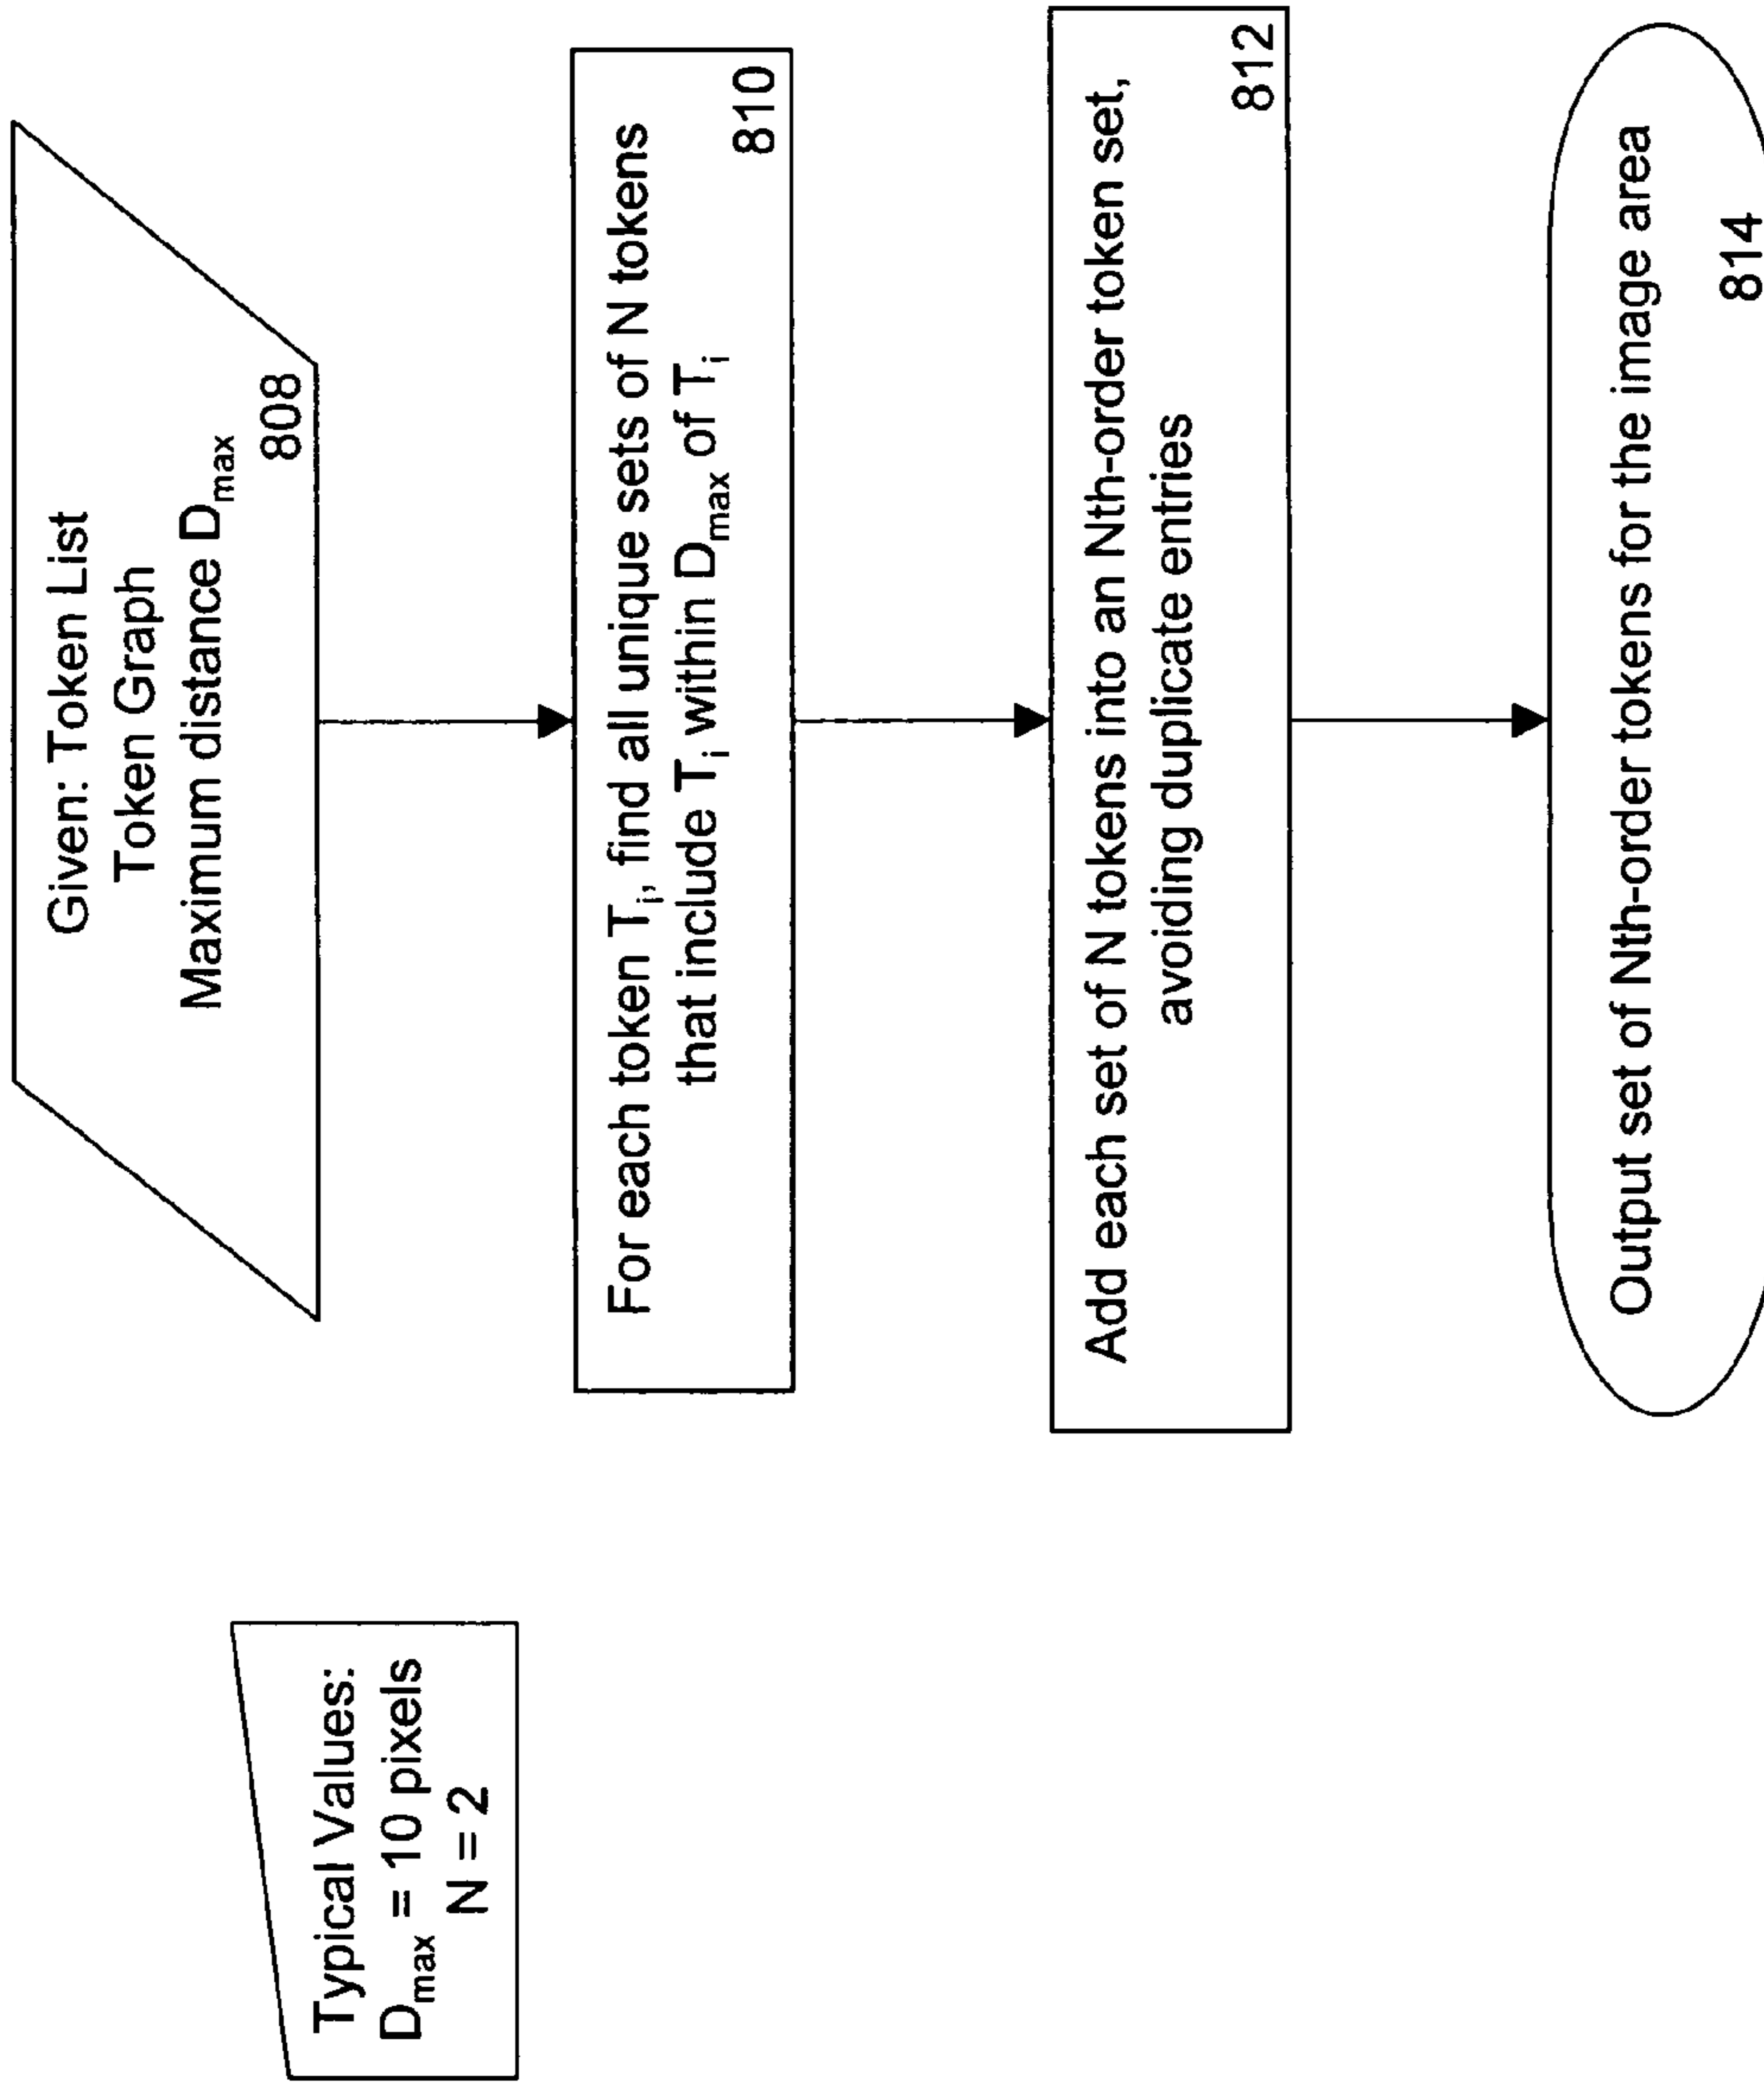 Given: Token List
Token Graph
Maximum distance Dmax
808
Typical Values:
Dmax = 10 pixels
N = 2
For each token Ti, find all unique sets of N tokens
that include Ti within Dmax of Ti
810
Add each set of N tokens into an Nth-order token set,
avoiding duplicate entries
812
Output set of Nth-order tokens for the image area
814